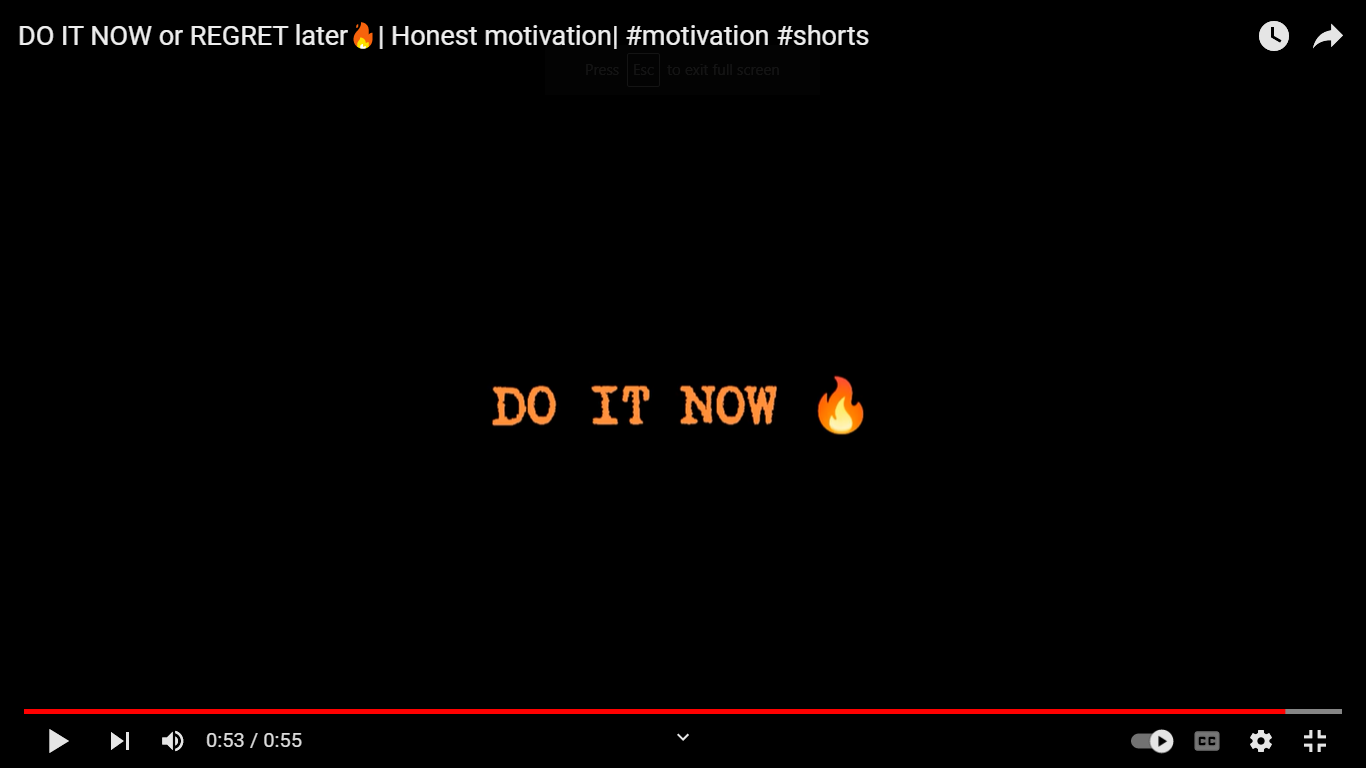 DO IT NOW or REGRET later🔥| Honest motivation| #motivation #shorts
Press Esc to exit full screen
DO IT NOW 🔥
0:53 / 0:55
CC